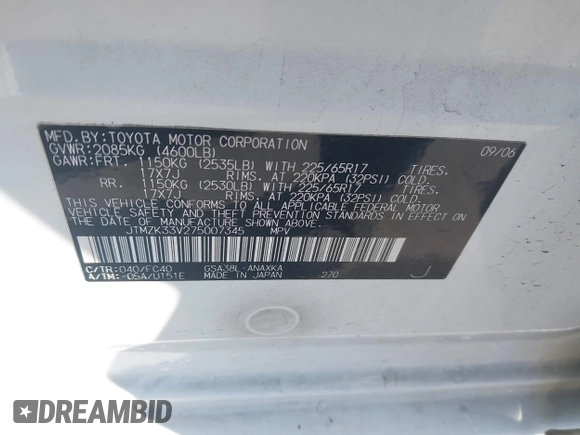 MFD.BY:TOYOTA MOTOR CORPORATION 09/06
GVWR:2085KG (4600LB)
GAWR:FRT. 1150KG (2535LB) WITH 225/65R17 TIRES.
17X7J RIMS. AT 220KPA (32PSI) COLD.
RR. 1150KG (2530LB) WITH 225/65R17 TIRES.
17X7J RIMS. AT 220KPA (32PSI) COLD.
THIS VEHICLE CONFORMS TO ALL APPLICABLE FEDERAL MOTOR
VEHICLE SAFETY STANDARDS IN EFFECT ON THE DATE OF
MANUFACTURE SHOWN ABOVE.
JTMZK33V275007345 MPV
C/TR:040/FC40 GSA38L-ANAXKA
A/TM:-05A/U151E MADE IN JAPAN 270 J
DREAMBID